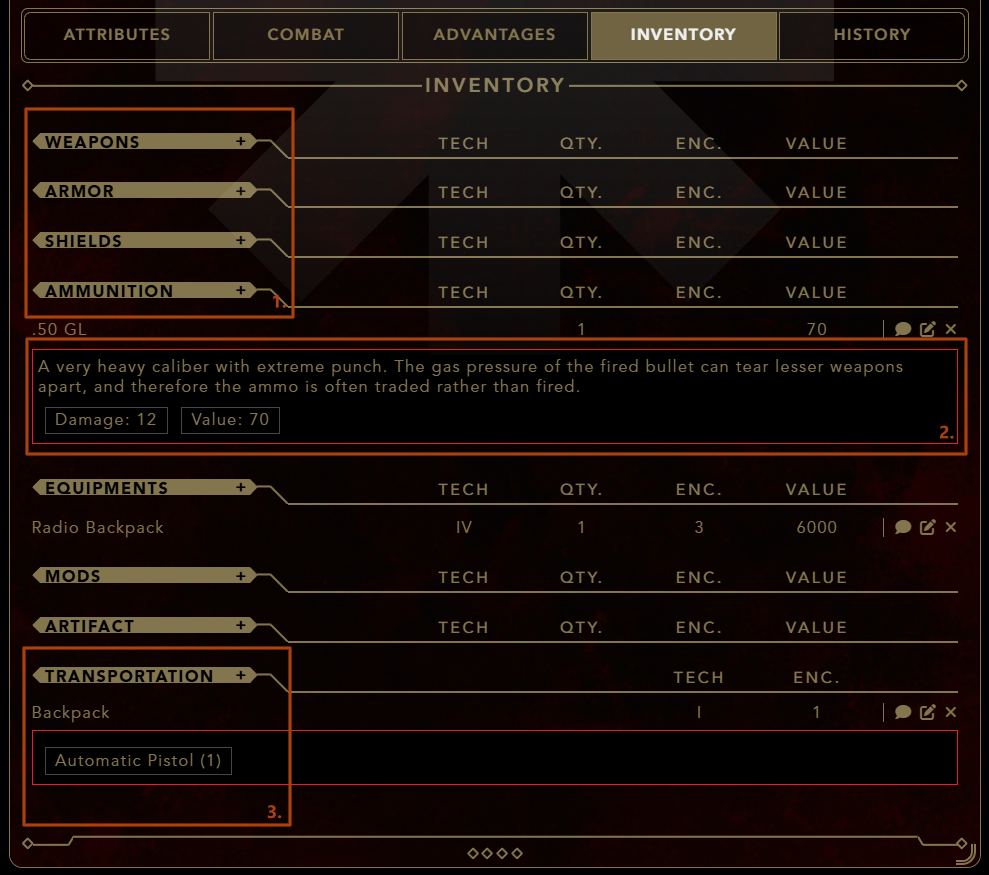 ATTRIBUTES COMBAT ADVANTAGES INVENTORY HISTORY
INVENTORY
WEAPONS + TECH QTY. ENC. VALUE
ARMOR + TECH QTY. ENC. VALUE
SHIELDS + TECH QTY. ENC. VALUE
AMMUNITION + TECH QTY. ENC. VALUE
1.
.50 GL 1 70
A very heavy caliber with extreme punch. The gas pressure of the fired bullet can tear lesser weapons
apart, and therefore the ammo is often traded rather than fired.
Damage: 12 Value: 70
2.
EQUIPMENTS + TECH QTY. ENC. VALUE
Radio Backpack IV 1 3 6000
MODS + TECH QTY. ENC. VALUE
ARTIFACT + TECH QTY. ENC. VALUE
TRANSPORTATION + TECH ENC.
Backpack I 1
Automatic Pistol (1)
3.